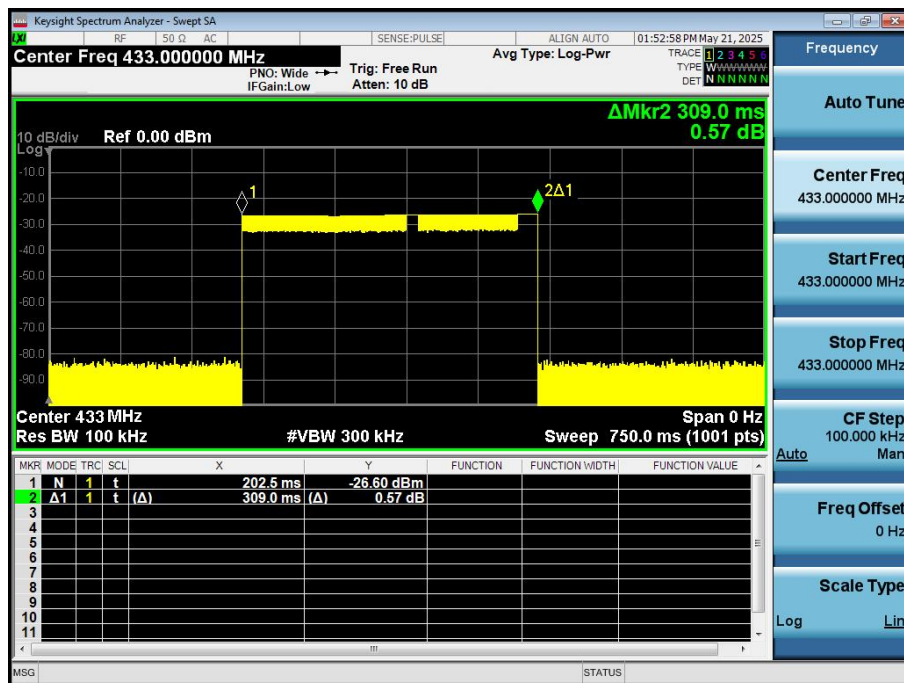 Keysight Spectrum Analyzer - Swept SA
LXI RF 50 Ω AC SENSE:PULSE ALIGN AUTO 01:52:58 PM May 21, 2025
Center Freq 433.000000 MHz
PNO: Wide
IFGain:Low
Trig: Free Run
Atten: 10 dB
Avg Type: Log-Pwr
TRACE 1 2 3 4 5 6
TYPE WWWWWWW
DET N N N N N N
ΔMkr2 309.0 ms
0.57 dB
10 dB/div Ref 0.00 dBm
Log
-10.0
-20.0
-30.0
-40.0
-50.0
-60.0
-70.0
-80.0
-90.0
1
2Δ1
Center 433 MHz Span 0 Hz
Res BW 100 kHz #VBW 300 kHz Sweep 750.0 ms (1001 pts)
MKR MODE TRC SCL X Y FUNCTION FUNCTION WIDTH FUNCTION VALUE
1 N 1 t 202.5 ms -26.60 dBm
2 Δ1 1 t (Δ) 309.0 ms (Δ) 0.57 dB
3
4
5
6
7
8
9
10
11
MSG STATUS
Frequency
Auto Tune
Center Freq
433.000000 MHz
Start Freq
433.000000 MHz
Stop Freq
433.000000 MHz
CF Step
100.000 kHz
Auto Man
Freq Offset
0 Hz
Scale Type
Log Lin